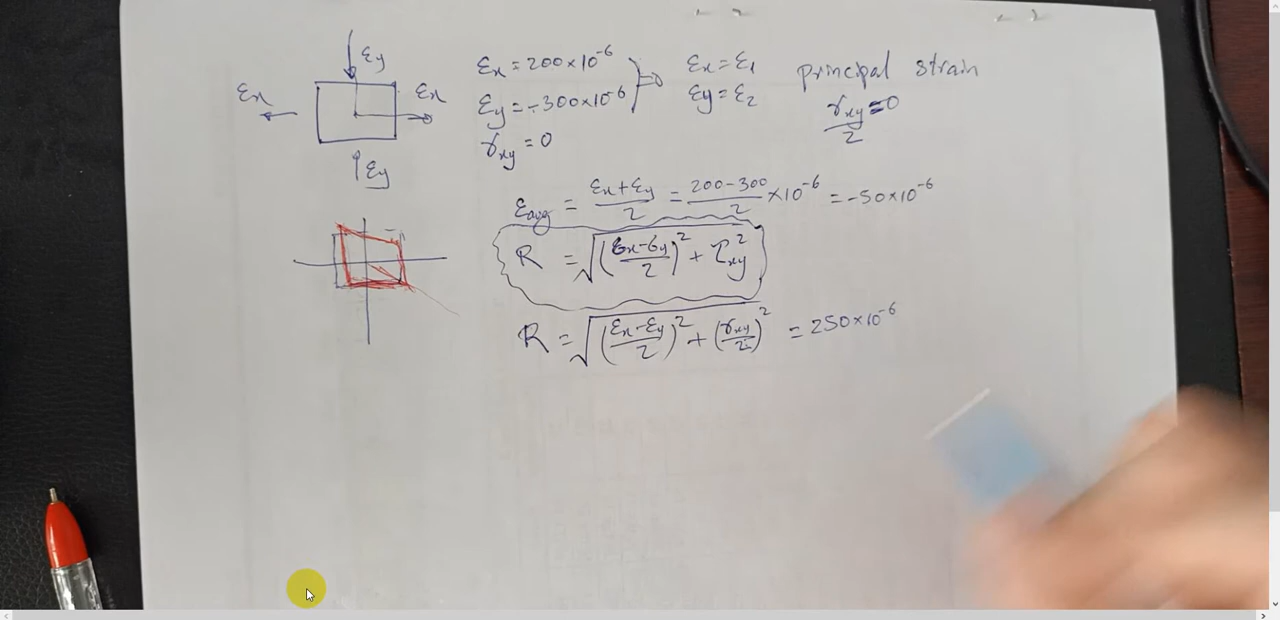 εy
εx εx
εy
εx = 200×10⁻⁶
εy = -300×10⁻⁶
γxy = 0
⇒ εx = ε1
εy = ε2
principal strain
γxy/2 = 0
εavg = (εx+εy)/2 = (200-300)/2 ×10⁻⁶ = -50×10⁻⁶
R = √(((σx-σy)/2)² + τxy²)
R = √(((εx-εy)/2)² + (γxy/2)²) = 250×10⁻⁶